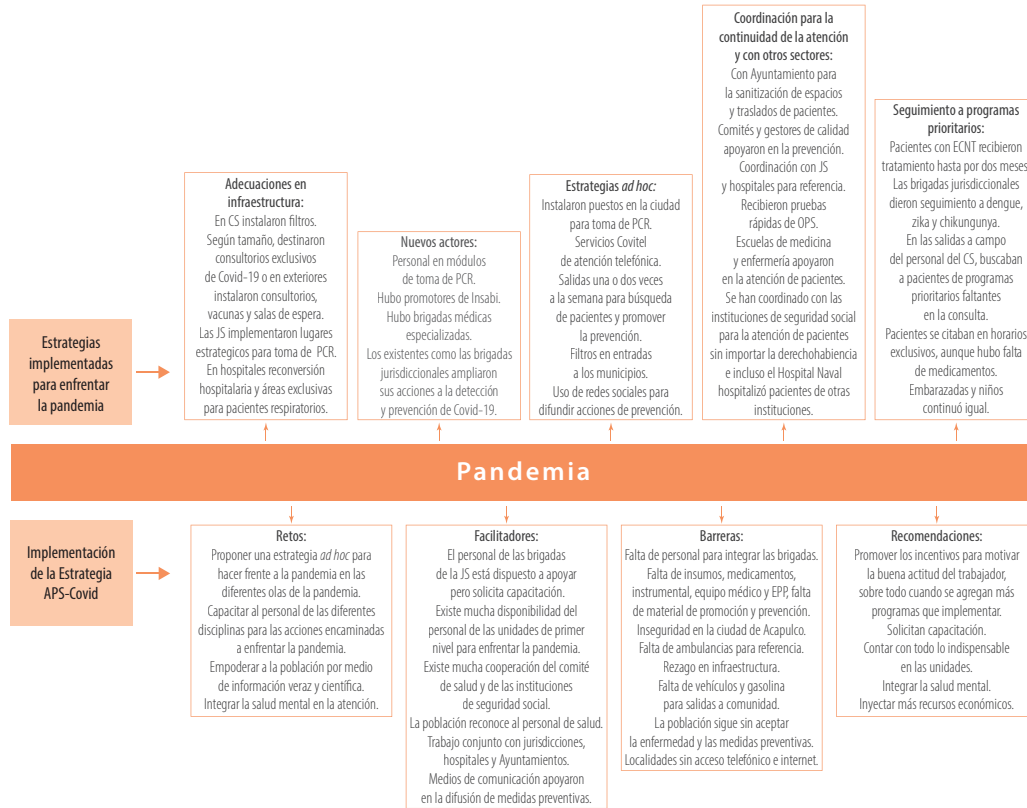 Estrategias
implementadas
para enfrentar
la pandemia
Adecuaciones en
infraestructura:
En CS instalaron filtros.
Según tamaño, destinaron
consultorios exclusivos
de Covid-19 o en exteriores
instalaron consultorios,
vacunas y salas de espera.
Las JS implementaron lugares
estrategicos para toma de PCR.
En hospitales reconversión
hospitalaria y áreas exclusivas
para pacientes respiratorios.
Nuevos actores:
Personal en módulos
de toma de PCR.
Hubo promotores de Insabi.
Hubo brigadas médicas
especializadas.
Los existentes como las brigadas
jurisdiccionales ampliaron
sus acciones a la detección
y prevención de Covid-19.
Estrategias ad hoc:
Instalaron puestos en la ciudad
para toma de PCR.
Servicios Covitel
de atención telefónica.
Salidas una o dos veces
a la semana para búsqueda
de pacientes y promover
la prevención.
Filtros en entradas
a los municipios.
Uso de redes sociales para
difundir acciones de prevención.
Coordinación para la
continuidad de la atención
y con otros sectores:
Con Ayuntamiento para
la sanitización de espacios
y traslados de pacientes.
Comités y gestores de calidad
apoyaron en la prevención.
Coordinación con JS
y hospitales para referencia.
Recibieron pruebas
rápidas de OPS.
Escuelas de medicina
y enfermería apoyaron
en la atención de pacientes.
Se han coordinado con las
instituciones de seguridad social
para la atención de pacientes
sin importar la derechohabiencia
e incluso el Hospital Naval
hospitalizó pacientes de otras
instituciones.
Seguimiento a programas
prioritarios:
Pacientes con ECNT recibieron
tratamiento hasta por dos meses.
Las brigadas jurisdiccionales
dieron seguimiento a dengue,
zika y chikungunya.
En las salidas a campo
del personal del CS, buscaban
a pacientes de programas
prioritarios faltantes
en la consulta.
Pacientes se citaban en horarios
exclusivos, aunque hubo falta
de medicamentos.
Embarazadas y niños
continuó igual.
Pandemia
Implementación
de la Estrategia
APS-Covid
Retos:
Proponer una estrategia ad hoc para
hacer frente a la pandemia en las
diferentes olas de la pandemia.
Capacitar al personal de las diferentes
disciplinas para las acciones encaminadas
a enfrentar la pandemia.
Empoderar a la población por medio
de información veraz y científica.
Integrar la salud mental en la atención.
Facilitadores:
El personal de las brigadas
de la JS está dispuesto a apoyar
pero solicita capacitación.
Existe mucha disponibilidad del
personal de las unidades de primer
nivel para enfrentar la pandemia.
Existe mucha cooperación del comité
de salud y de las instituciones
de seguridad social.
La población reconoce al personal de salud.
Trabajo conjunto con jurisdicciones,
hospitales y Ayuntamientos.
Medios de comunicación apoyaron
en la difusión de medidas preventivas.
Barreras:
Falta de personal para integrar las brigadas.
Falta de insumos, medicamentos,
instrumental, equipo médico y EPP, falta
de material de promoción y prevención.
Inseguridad en la ciudad de Acapulco.
Falta de ambulancias para referencia.
Rezago en infraestructura.
Falta de vehículos y gasolina
para salidas a comunidad.
La población sigue sin aceptar
la enfermedad y las medidas preventivas.
Localidades sin acceso telefónico e internet.
Recomendaciones:
Promover los incentivos para motivar
la buena actitud del trabajador,
sobre todo cuando se agregan más
programas que implementar.
Solicitan capacitación.
Contar con todo lo indispensable
en las unidades.
Integrar la salud mental.
Inyectar más recursos económicos.